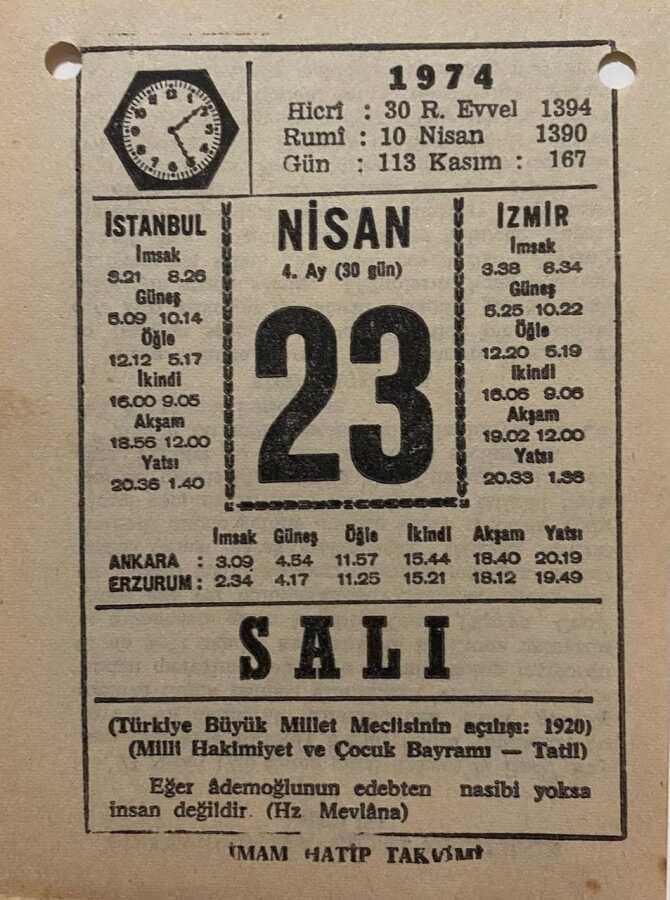 1974
Hicrî : 30 R. Evvel 1394
Rumî : 10 Nisan 1390
Gün : 113 Kasım : 167
İSTANBUL
İmsak
3.21 8.26
Güneş
5.09 10.14
Öğle
12.12 5.17
İkindi
16.00 9.05
Akşam
18.56 12.00
Yatsı
20.36 1.40
NİSAN
4. Ay (30 gün)
23
İZMİR
İmsak
3.38 8.34
Güneş
5.25 10.22
Öğle
12.20 5.19
İkindi
16.06 9.06
Akşam
19.02 12.00
Yatsı
20.33 1.36
İmsak Güneş Öğle İkindi Akşam Yatsı
ANKARA : 3.09 4.54 11.57 15.44 18.40 20.19
ERZURUM : 2.34 4.17 11.25 15.21 18.12 19.49
SALI
(Türkiye Büyük Millet Meclisinin açılışı: 1920)
(Milli Hakimiyet ve Çocuk Bayramı — Tatil)
Eğer âdemoğlunun edebten nasibi yoksa
insan değildir. (Hz Mevlâna)
İMAM HATİP TAKVİMİ